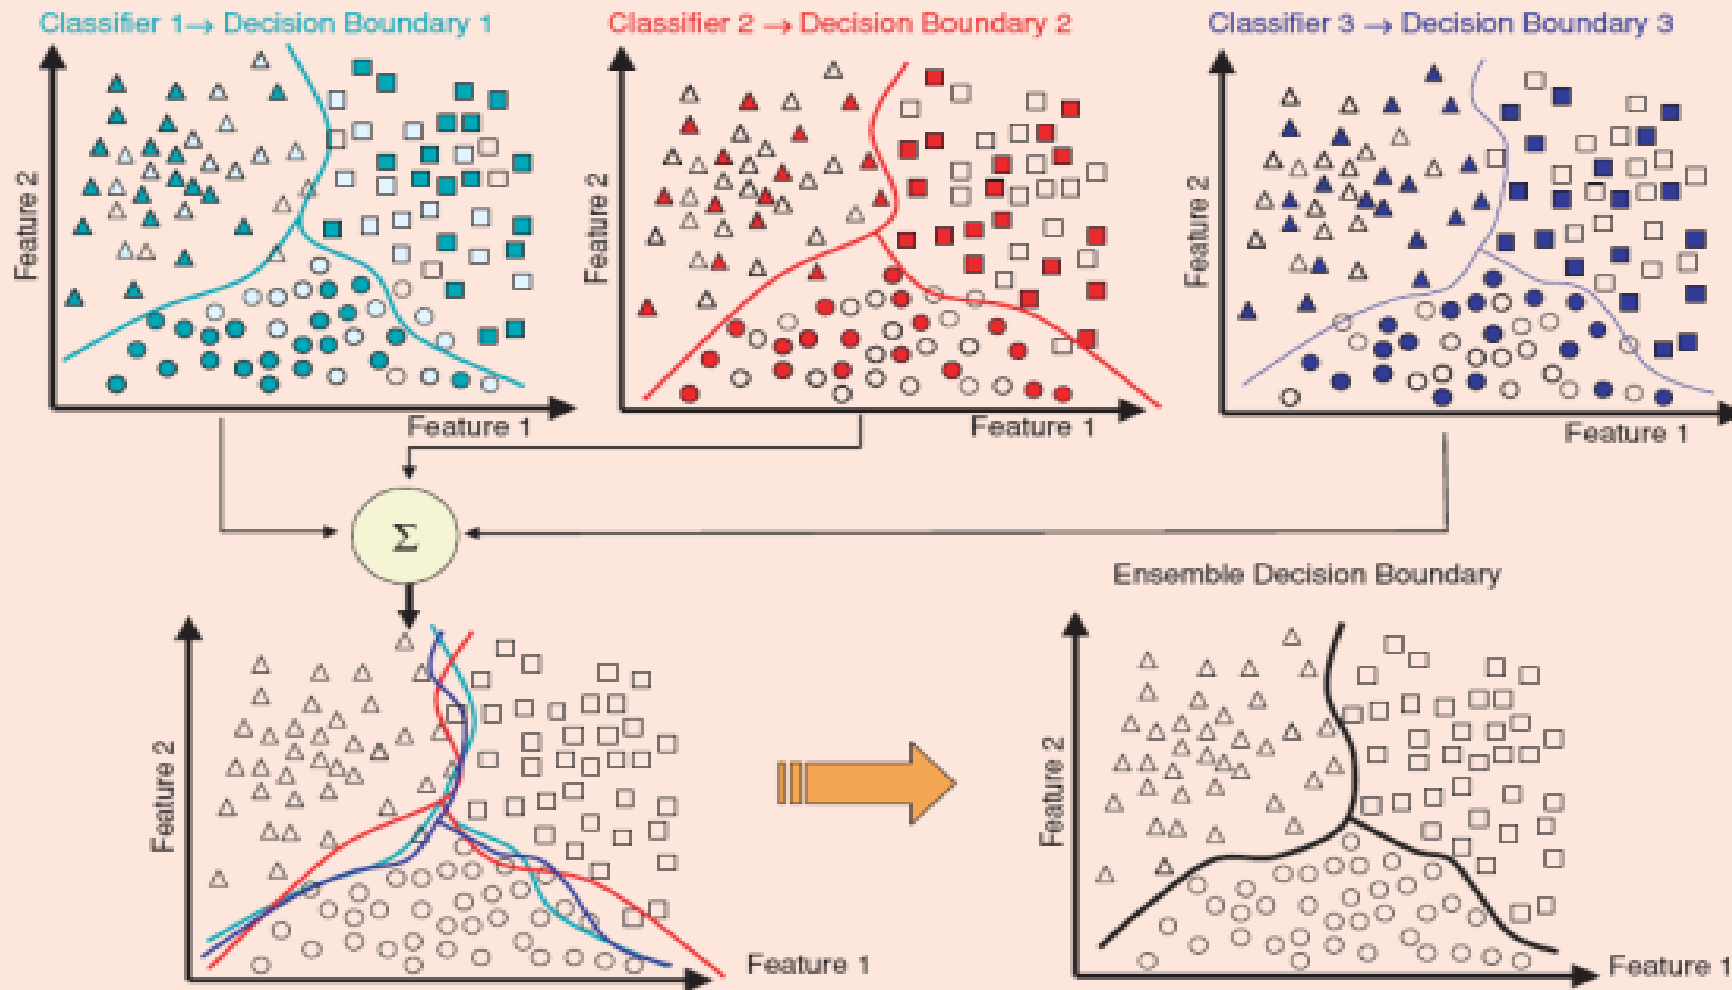 Classifier 1→ Decision Boundary 1
Classifier 2 → Decision Boundary 2
Classifier 3 → Decision Boundary 3
Feature 2
Feature 1
Feature 2
Feature 1
Feature 2
Feature 1
Σ
Ensemble Decision Boundary
Feature 2
Feature 1
Feature 2
Feature 1